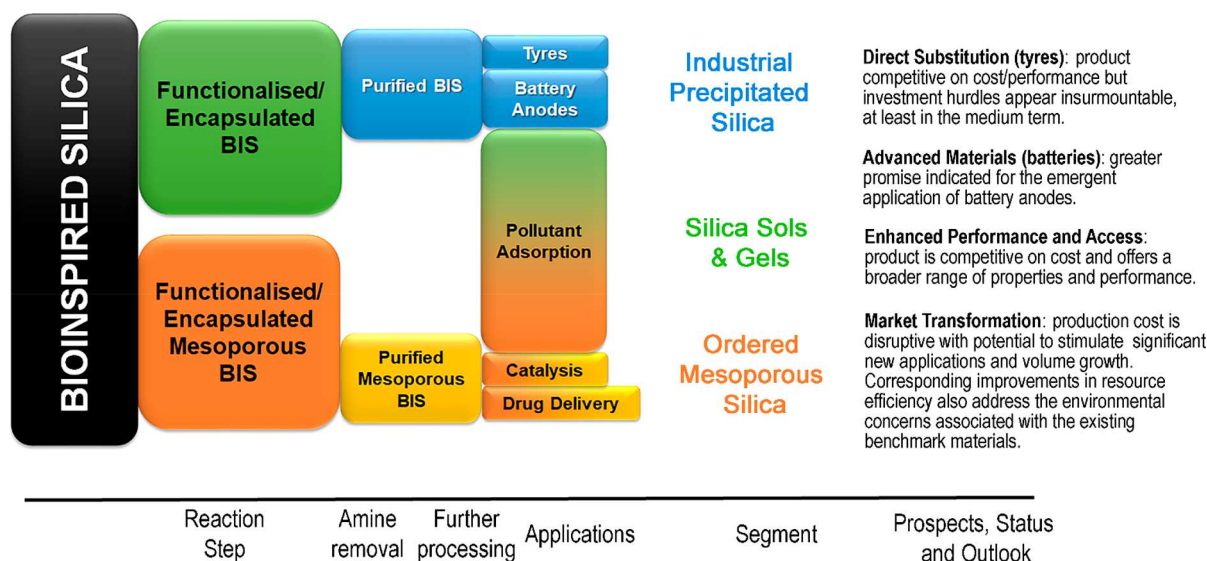 BIOINSPIRED SILICA
Functionalised/
Encapsulated
BIS
Functionalised/
Encapsulated
Mesoporous
BIS
Purified BIS
Purified
Mesoporous
BIS
Tyres
Battery
Anodes
Pollutant
Adsorption
Catalysis
Drug Delivery
Industrial
Precipitated
Silica
Silica Sols
& Gels
Ordered
Mesoporous
Silica
Direct Substitution (tyres): product
competitive on cost/performance but
investment hurdles appear insurmountable,
at least in the medium term.
Advanced Materials (batteries): greater
promise indicated for the emergent
application of battery anodes.
Enhanced Performance and Access:
product is competitive on cost and offers a
broader range of properties and performance.
Market Transformation: production cost is
disruptive with potential to stimulate significant
new applications and volume growth.
Corresponding improvements in resource
efficiency also address the environmental
concerns associated with the existing
benchmark materials.
Reaction
Step
Amine
removal
Further
processing
Applications
Segment
Prospects, Status
and Outlook